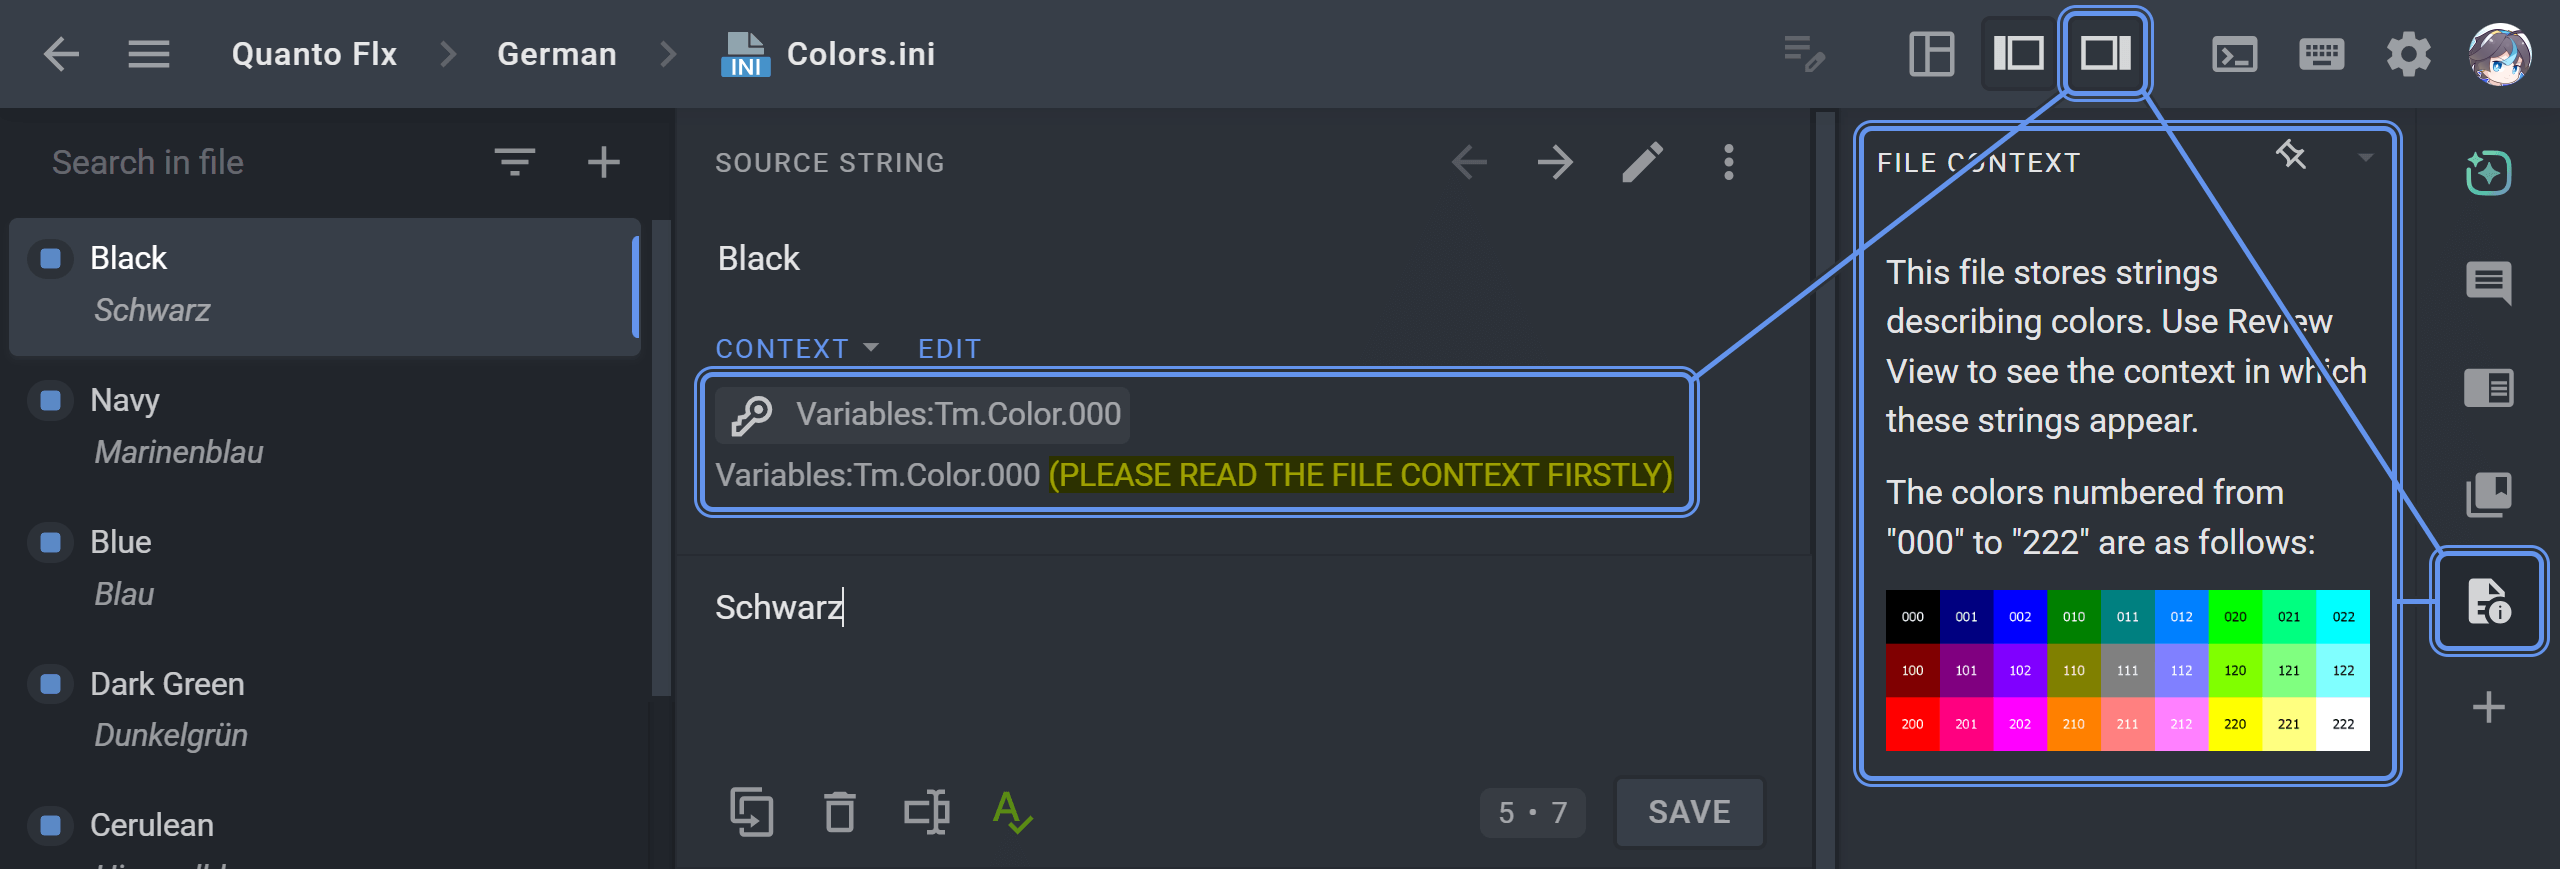 Quanto Flx
German
INI
Colors.ini
Search in file
Black
Schwarz
Navy
Marinenblau
Blue
Blau
Dark Green
Dunkelgrün
Cerulean
SOURCE STRING
Black
CONTEXT
EDIT
Variables:Tm.Color.000
Variables:Tm.Color.000 (PLEASE READ THE FILE CONTEXT FIRSTLY)
Schwarz
5 • 7
SAVE
FILE CONTEXT
This file stores strings
describing colors. Use Review
View to see the context in which
these strings appear.
The colors numbered from
"000" to "222" are as follows:
000 001 002 010 011 012 020 021 022
100 101 102 110 111 112 120 121 122
200 201 202 210 211 212 220 221 222